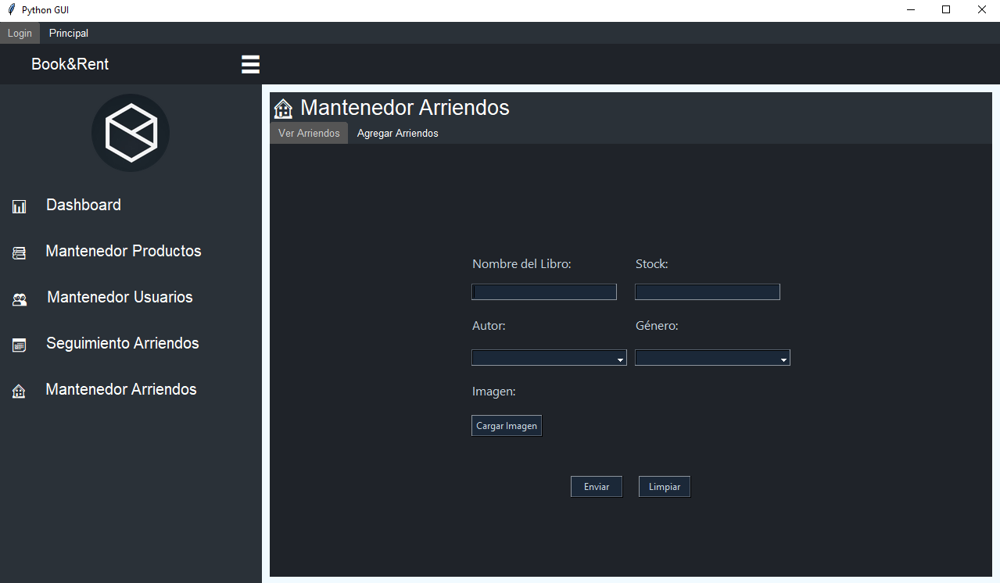 Python GUI
Login Principal
Book&Rent
Mantenedor Arriendos
Ver Arriendos Agregar Arriendos
Dashboard
Mantenedor Productos
Mantenedor Usuarios
Seguimiento Arriendos
Mantenedor Arriendos
Nombre del Libro: Stock:
Autor: Género:
Imagen:
Cargar Imagen
Enviar Limpiar